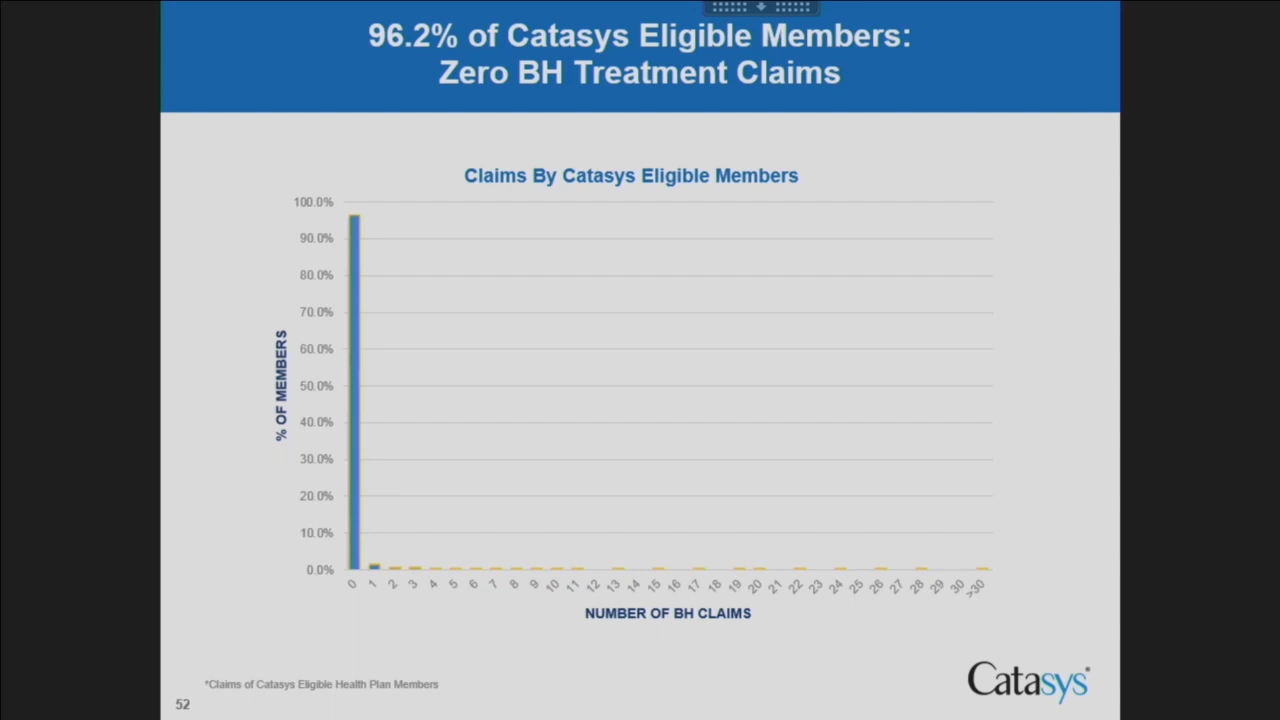 96.2% of Catasys Eligible Members:
Zero BH Treatment Claims
Claims By Catasys Eligible Members
100.0%
90.0%
80.0%
70.0%
60.0%
50.0%
40.0%
30.0%
20.0%
10.0%
0.0%
% OF MEMBERS
0 1 2 3 4 5 6 7 8 9 10 11 12 13 14 15 16 17 18 19 20 21 22 23 24 25 26 27 28 29 30 >30
NUMBER OF BH CLAIMS
*Claims of Catasys Eligible Health Plan Members
52
Catasys®